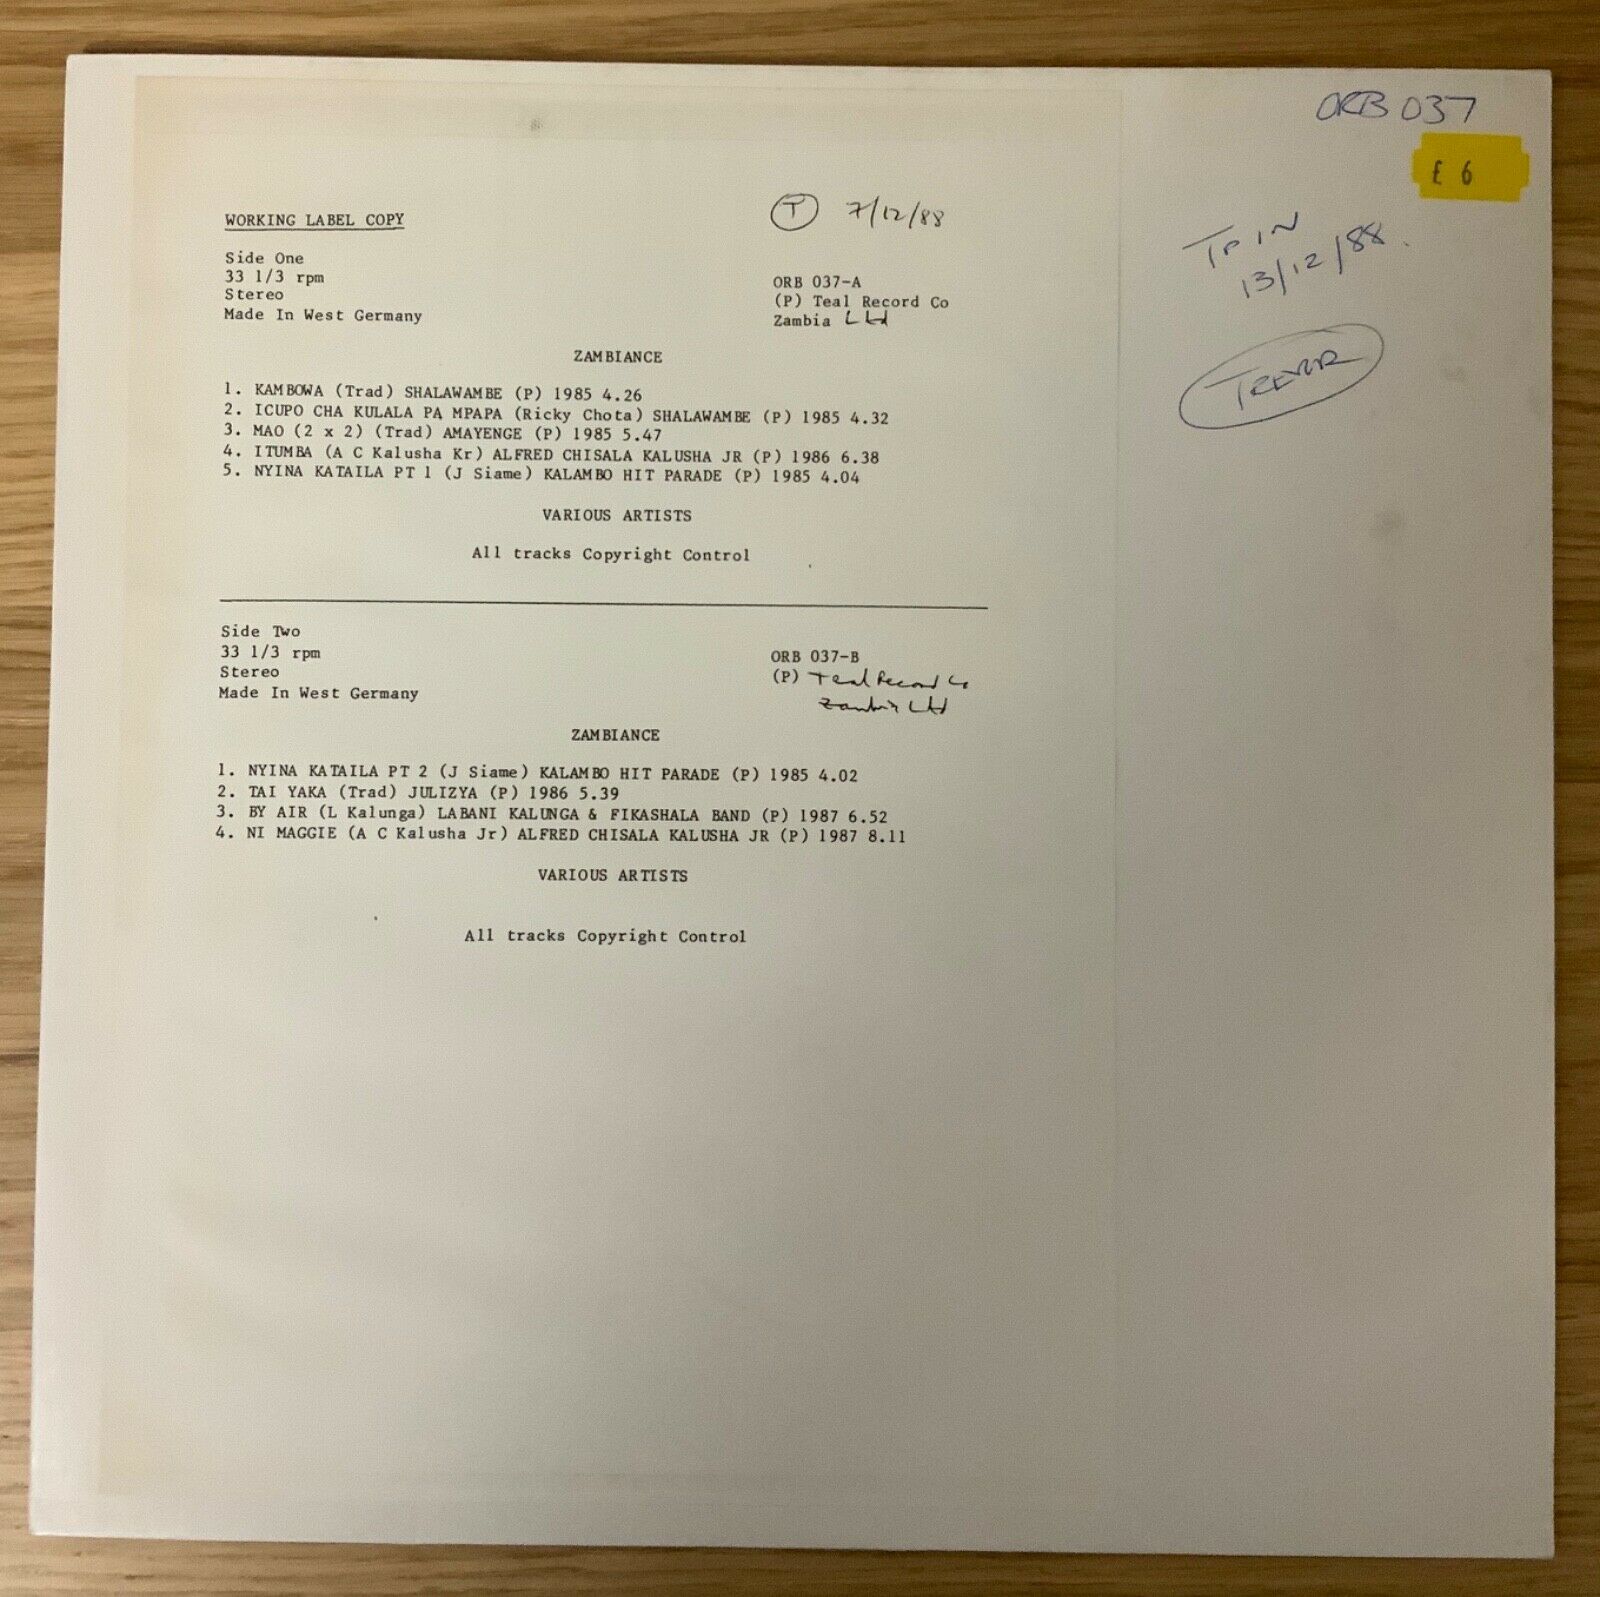 ORB 037
£ 6
WORKING LABEL COPY
T 7/12/88
TP IN
13/12/88.
TREVOR
Side One
33 1/3 rpm
Stereo
Made In West Germany
ORB 037-A
(P) Teal Record Co
Zambia Ltd
ZAMBIANCE
1. KAMBOWA (Trad) SHALAWAMBE (P) 1985 4.26
2. ICUPO CHA KULALA PA MPAPA (Ricky Chota) SHALAWAMBE (P) 1985 4.32
3. MAO (2 x 2) (Trad) AMAYENGE (P) 1985 5.47
4. ITUMBA (A C Kalusha Kr) ALFRED CHISALA KALUSHA JR (P) 1986 6.38
5. NYINA KATAILA PT 1 (J Siame) KALAMBO HIT PARADE (P) 1985 4.04
VARIOUS ARTISTS
All tracks Copyright Control
Side Two
33 1/3 rpm
Stereo
Made In West Germany
ORB 037-B
(P) Teal Record Co
Zambia Ltd
ZAMBIANCE
1. NYINA KATAILA PT 2 (J Siame) KALAMBO HIT PARADE (P) 1985 4.02
2. TAI YAKA (Trad) JULIZYA (P) 1986 5.39
3. BY AIR (L Kalunga) LABANI KALUNGA & FIKASHALA BAND (P) 1987 6.52
4. NI MAGGIE (A C Kalusha Jr) ALFRED CHISALA KALUSHA JR (P) 1987 8.11
VARIOUS ARTISTS
All tracks Copyright Control